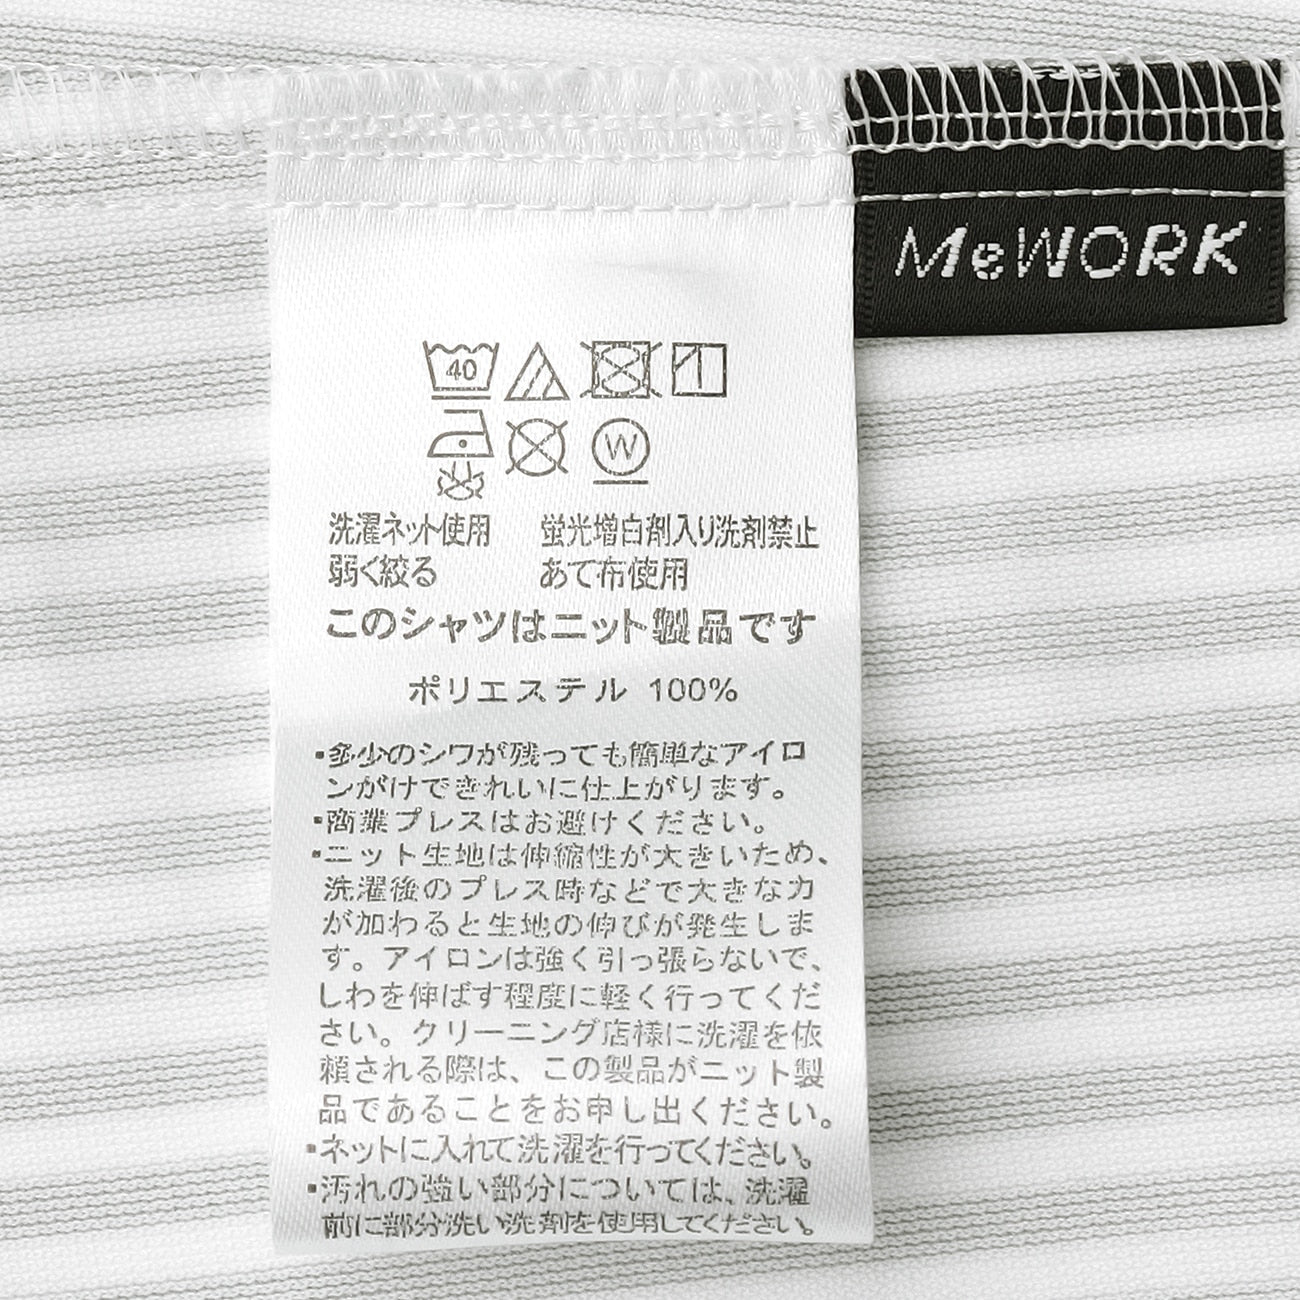 MeWORK
40
W
洗濯ネット使用 蛍光増白剤入り洗剤禁止
弱く絞る あて布使用
このシャツはニット製品です
ポリエステル 100%
・多少のシワが残っても簡単なアイロ
ンがけできれいに仕上がります。
・商業プレスはお避けください。
・ニット生地は伸縮性が大きいため、
洗濯後のプレス時などで大きな力
が加わると生地の伸びが発生しま
す。アイロンは強く引っ張らないで、
しわを伸ばす程度に軽く行ってくだ
さい。クリーニング店様に洗濯を依
頼される際は、この製品がニット製
品であることをお申し出ください。
・ネットに入れて洗濯を行ってください。
・汚れの強い部分については、洗濯
前に部分洗い洗剤を使用してください。